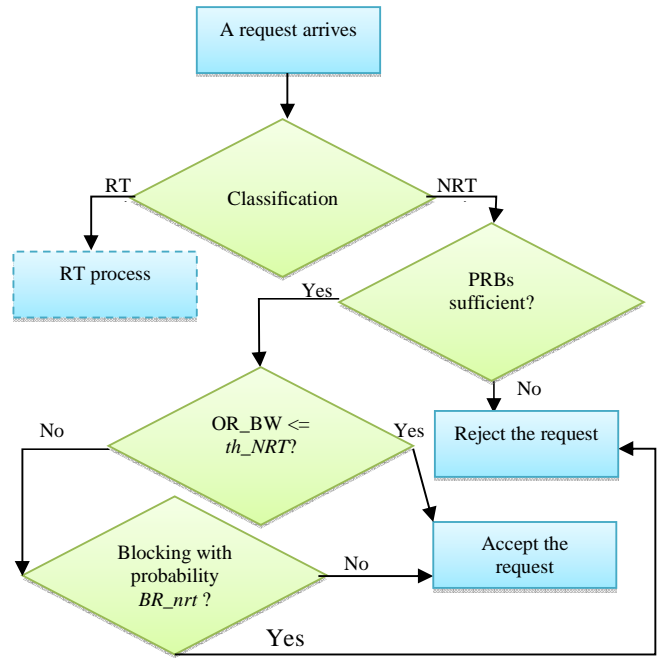 A request arrives
RT
NRT
Classification
RT process
PRBs
sufficient?
Yes
No
OR_BW <=
th_NRT?
No
Yes
Reject the request
Blocking with
probability
BR_nrt ?
No
Accept the
request
Yes